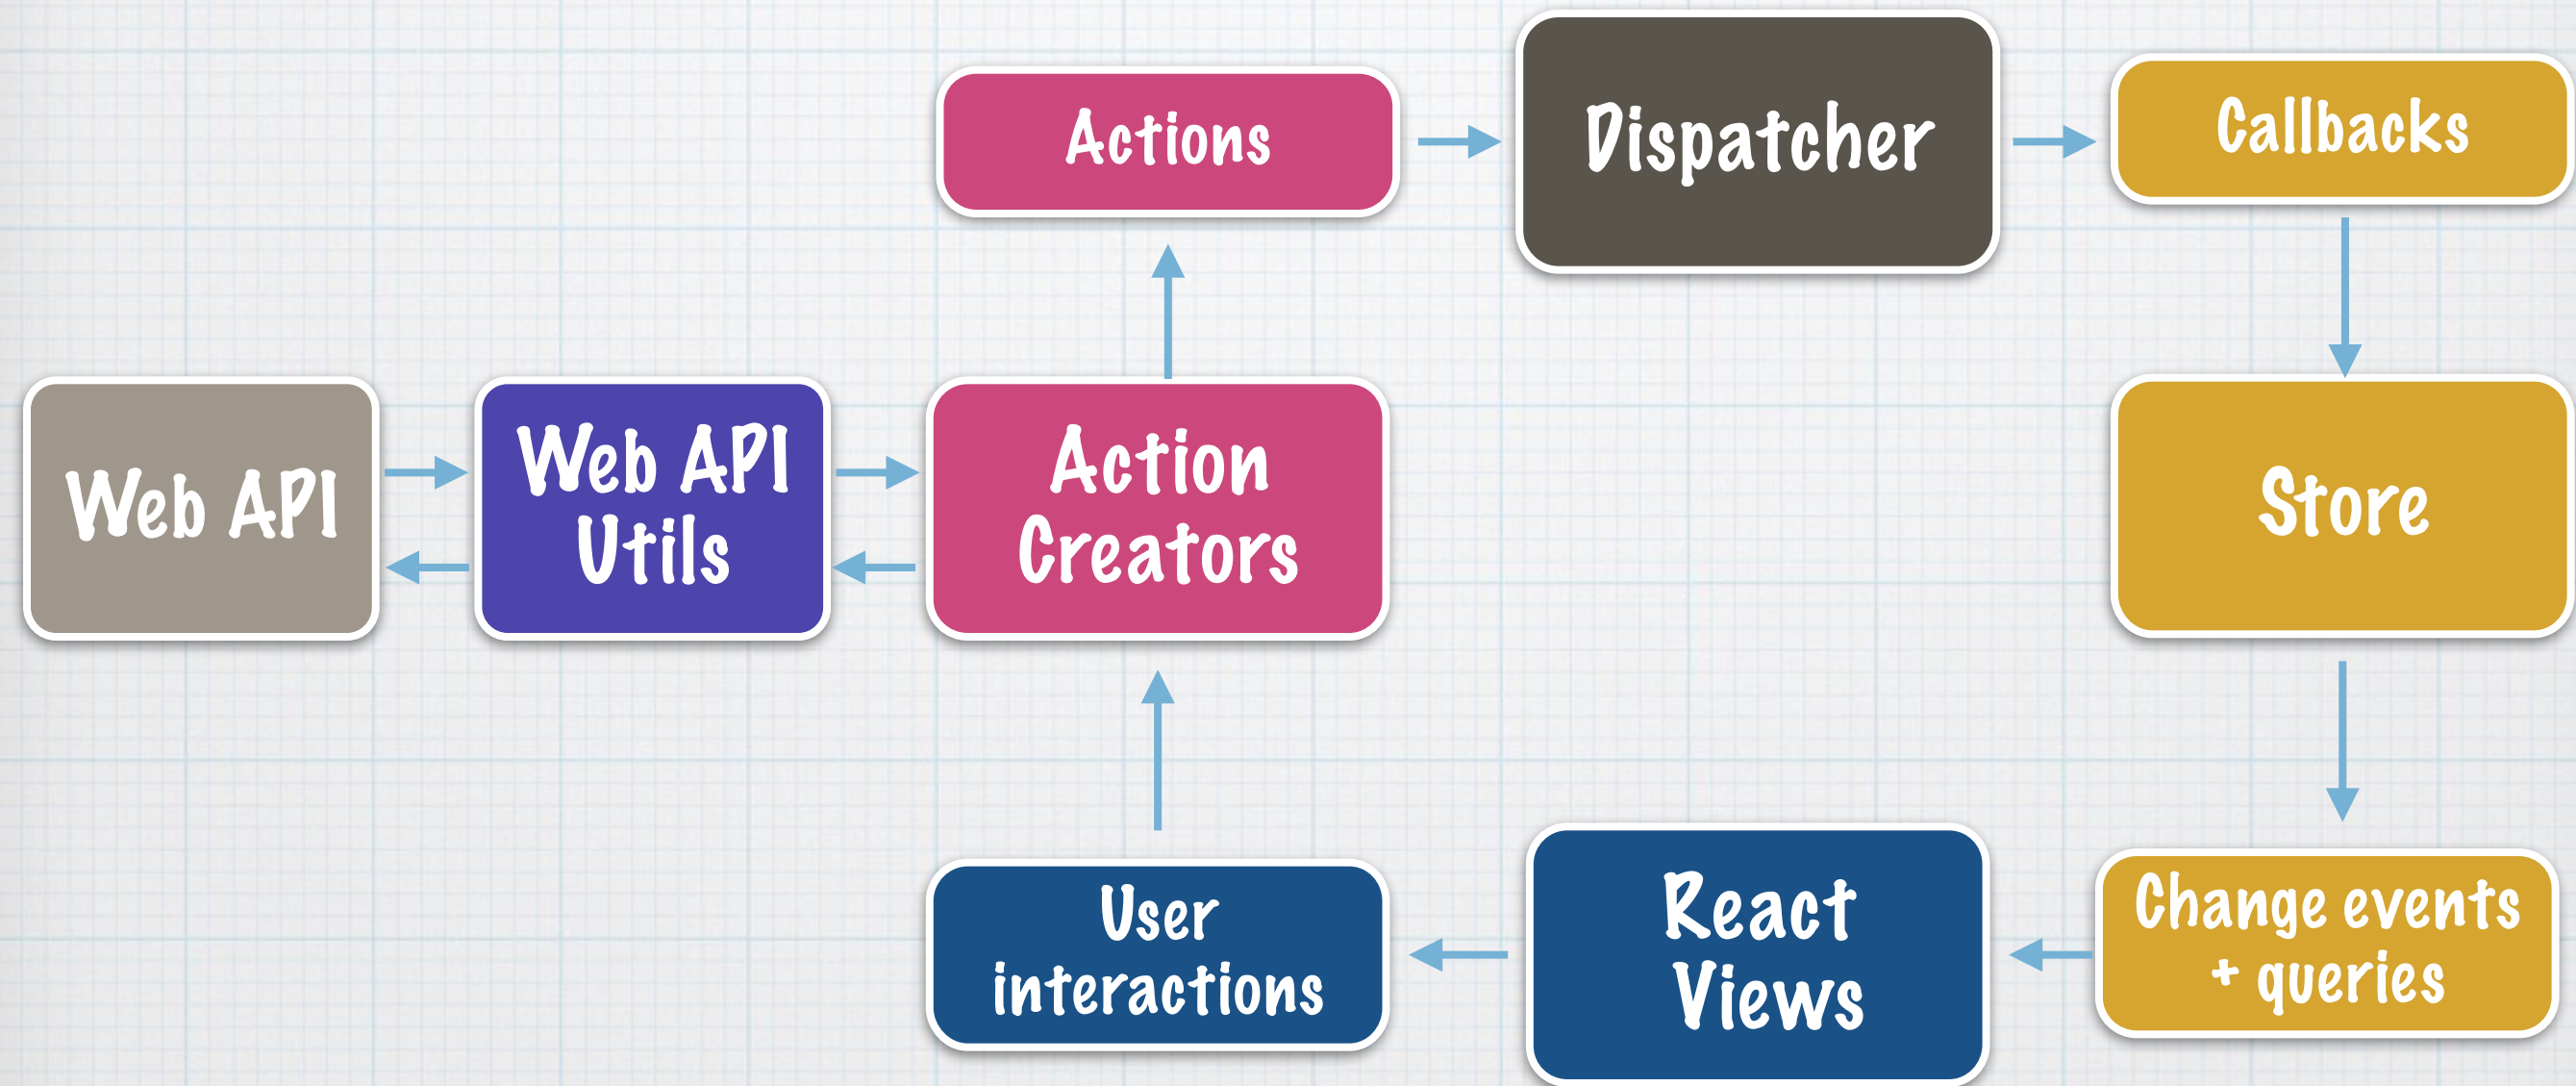 Actions
Dispatcher
Callbacks
Web API
Web API
Utils
Action
Creators
Store
User
interactions
React
Views
Change events
+ queries